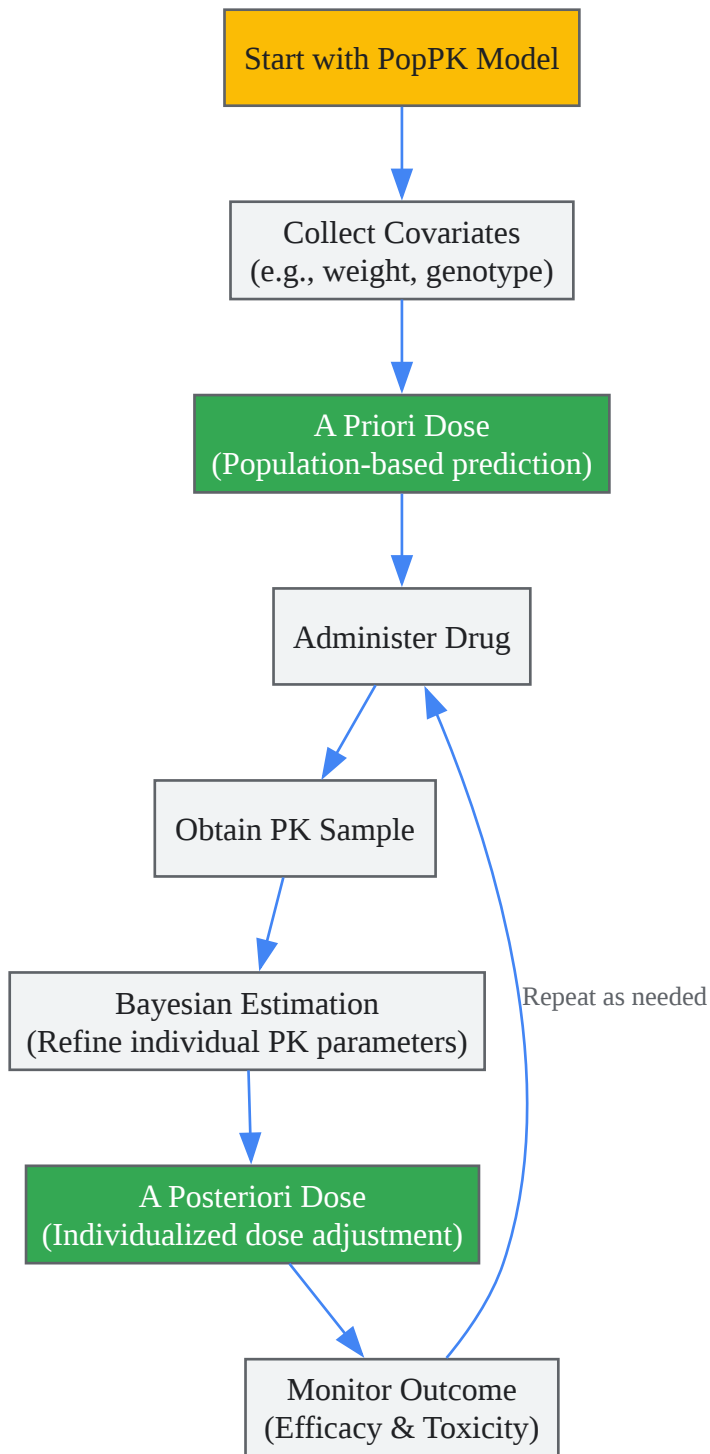 Start with PopPK Model
Collect Covariates
(e.g., weight, genotype)
A Priori Dose
(Population-based prediction)
Administer Drug
Obtain PK Sample
Bayesian Estimation
(Refine individual PK parameters)
Repeat as needed
A Posteriori Dose
(Individualized dose adjustment)
Monitor Outcome
(Efficacy & Toxicity)